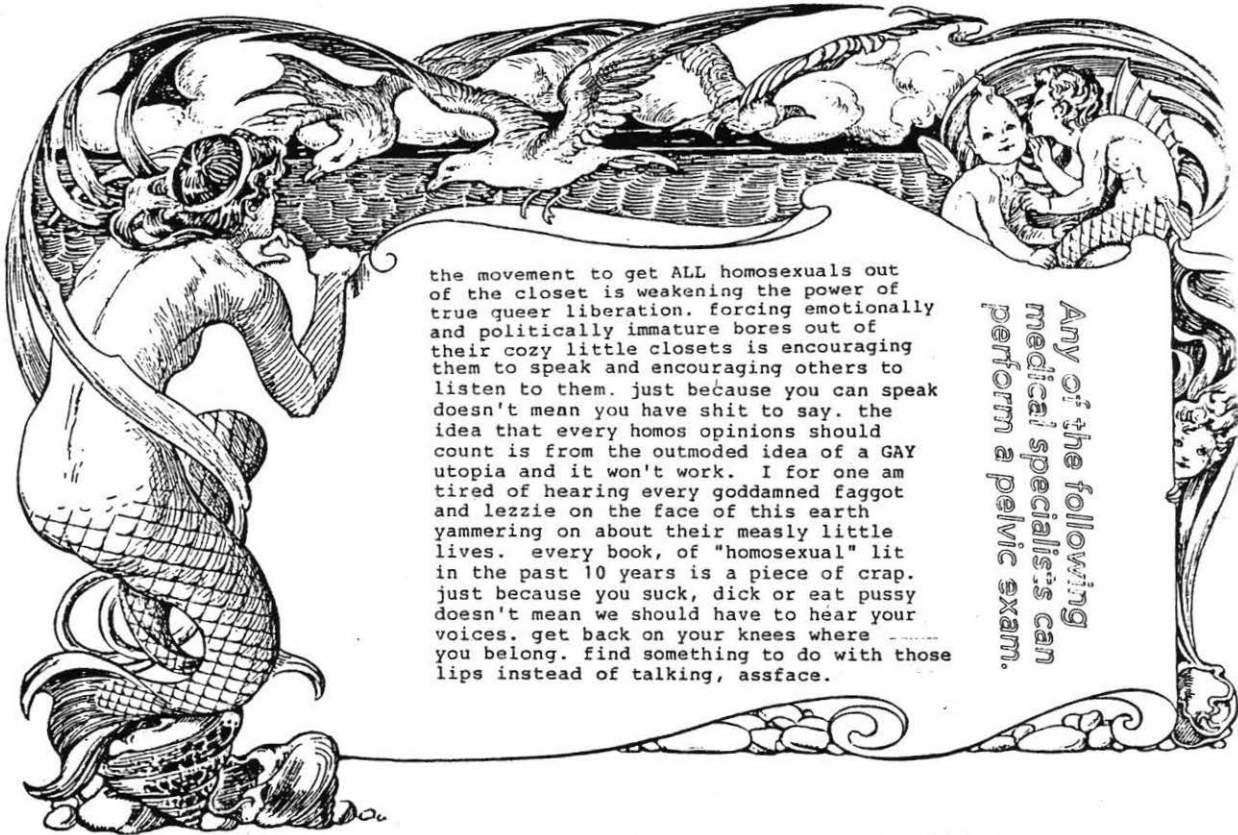 the movement to get ALL homosexuals out
of the closet is weakening the power of
true queer liberation. forcing emotionally
and politically immature bores out of
their cozy little closets is encouraging
them to speak and encouraging others to
listen to them. just because you can speak
doesn't mean you have shit to say. the
idea that every homos opinions should
count is from the outmoded idea of a GAY
utopia and it won't work.  I for one am
tired of hearing every goddamned faggot
and lezzie on the face of this earth
yammering on about their measly little
lives.  every book, of "homosexual" lit
in the past 10 years is a piece of crap.
just because you suck, dick or eat pussy
doesn't mean we should have to hear your
voices. get back on your knees where
you belong. find something to do with those
lips instead of talking, assface.
Any of the following
medical specialists can
perform a pelvic exam.